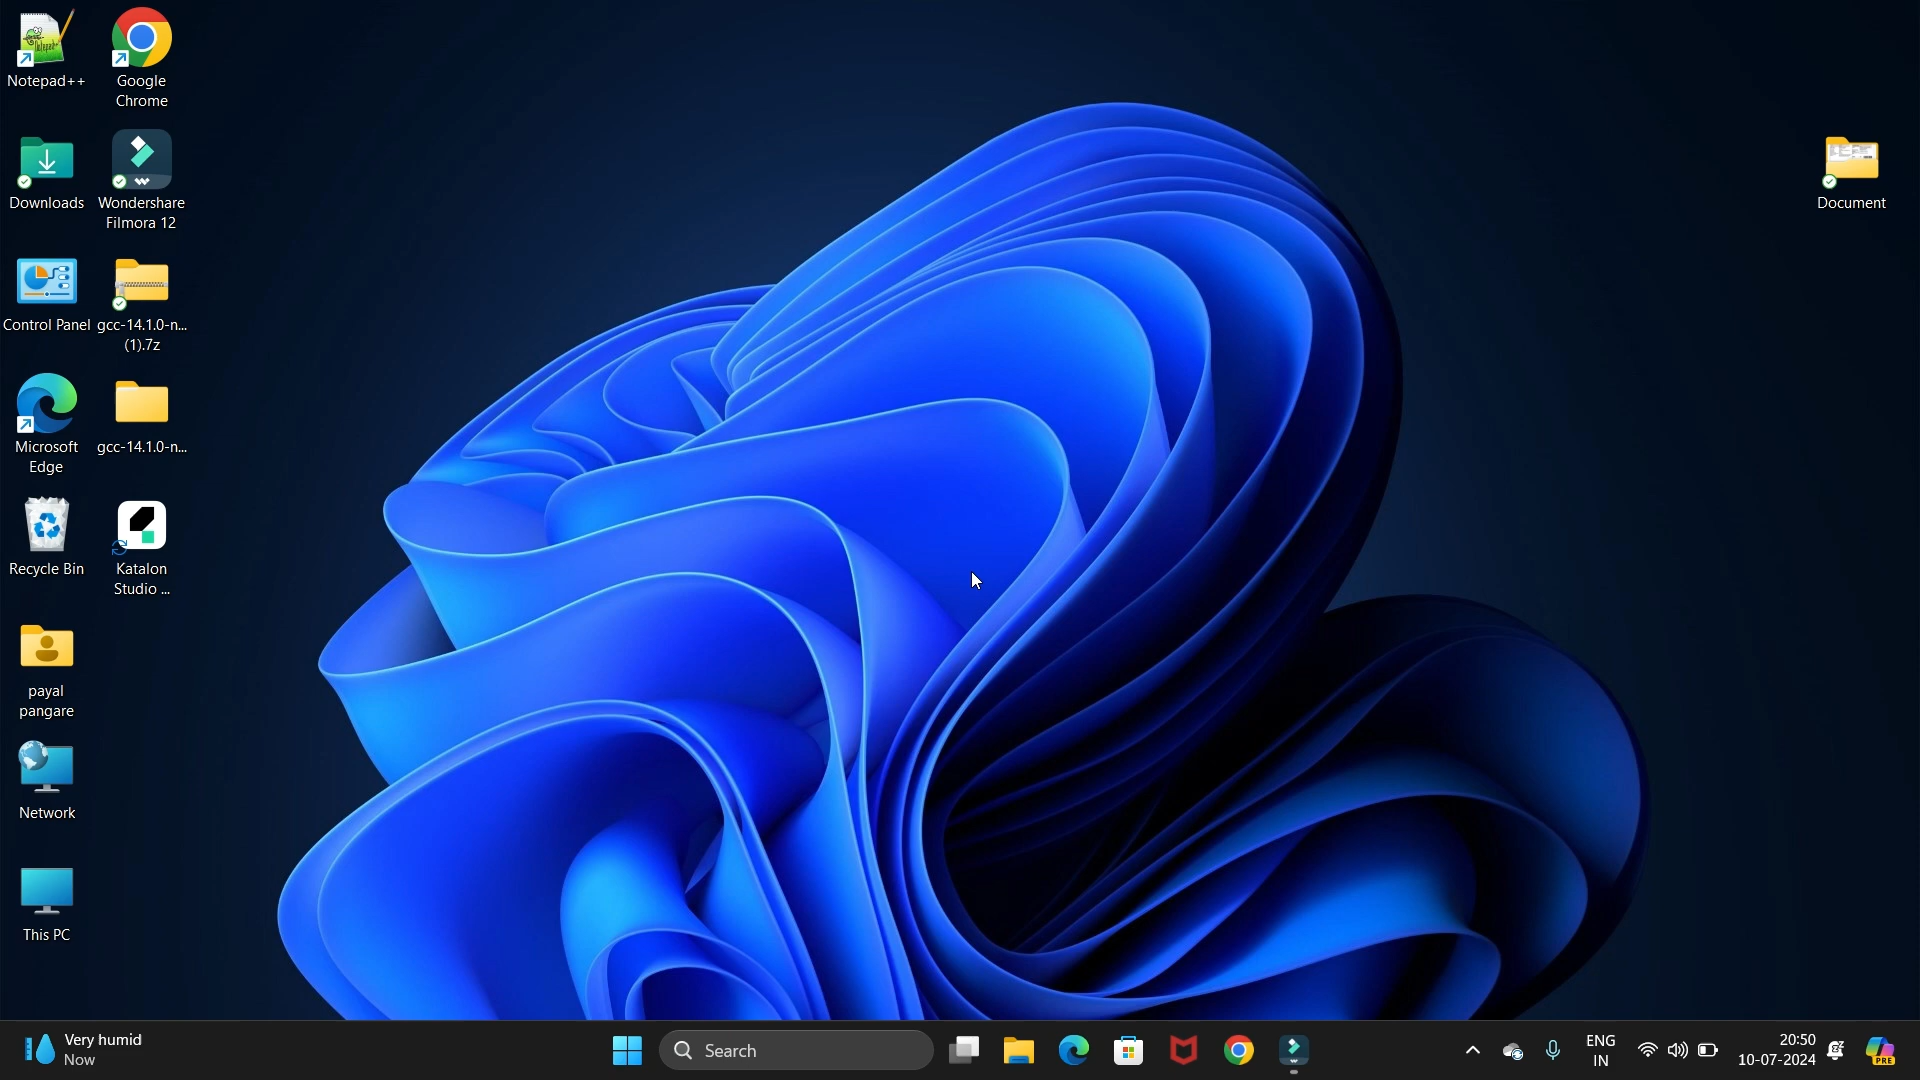 Notepad++
Google
Chrome
Downloads
Wondershare
Filmora 12
Document
Control Panel
gcc-14.1.0-n...
(1).7z
Microsoft
Edge
gcc-14.1.0-n...
Recycle Bin
Katalon
Studio ...
payal
pangare
Network
This PC
Very humid
Now
Search
ENG
IN
20:50
10-07-2024
PRE